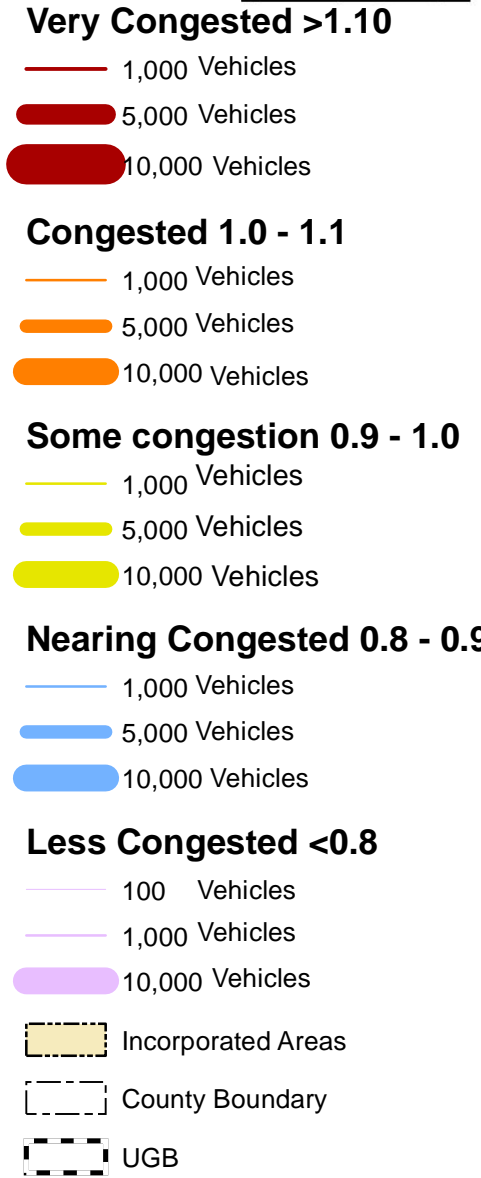 Very Congested >1.10
1,000 Vehicles
5,000 Vehicles
10,000 Vehicles
Congested 1.0 - 1.1
1,000 Vehicles
5,000 Vehicles
10,000 Vehicles
Some congestion 0.9 - 1.0
1,000 Vehicles
5,000 Vehicles
10,000 Vehicles
Nearing Congested 0.8 - 0.9
1,000 Vehicles
5,000 Vehicles
10,000 Vehicles
Less Congested <0.8
100 Vehicles
1,000 Vehicles
10,000 Vehicles
Incorporated Areas
County Boundary
UGB